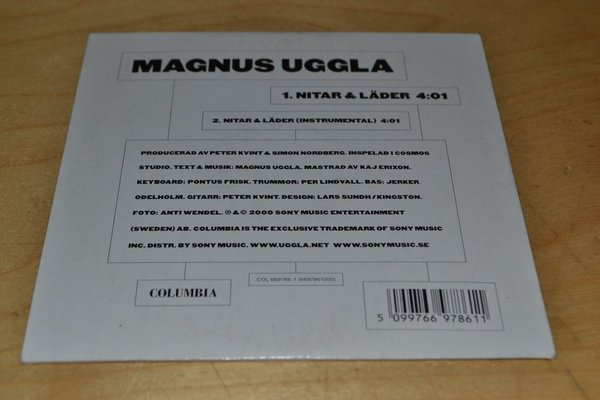 MAGNUS UGGLA
1. NITAR & LÄDER 4:01
2. NITAR & LÄDER (INSTRUMENTAL) 4:01
PRODUCERAD AV PETER KVINT & SIMON NORDBERG. INSPELAD I COSMOS
STUDIO. TEXT & MUSIK: MAGNUS UGGLA. MASTRAD AV KAJ ERIXON.
KEYBOARD: PONTUS FRISK. TRUMMOR: PER LINDVALL. BAS: JERKER
ODELHOLM. GITARR: PETER KVINT. DESIGN: LARS SUNDH/KINGSTON.
FOTO: ANTI WENDEL. ℗ & © 2000 SONY MUSIC ENTERTAINMENT
(SWEDEN) AB. COLUMBIA IS THE EXCLUSIVE TRADEMARK OF SONY MUSIC
INC. DISTR. BY SONY MUSIC. WWW.UGGLA.NET WWW.SONYMUSIC.SE
COL 669786-1 (6697861000)
COLUMBIA
5 099766 978611